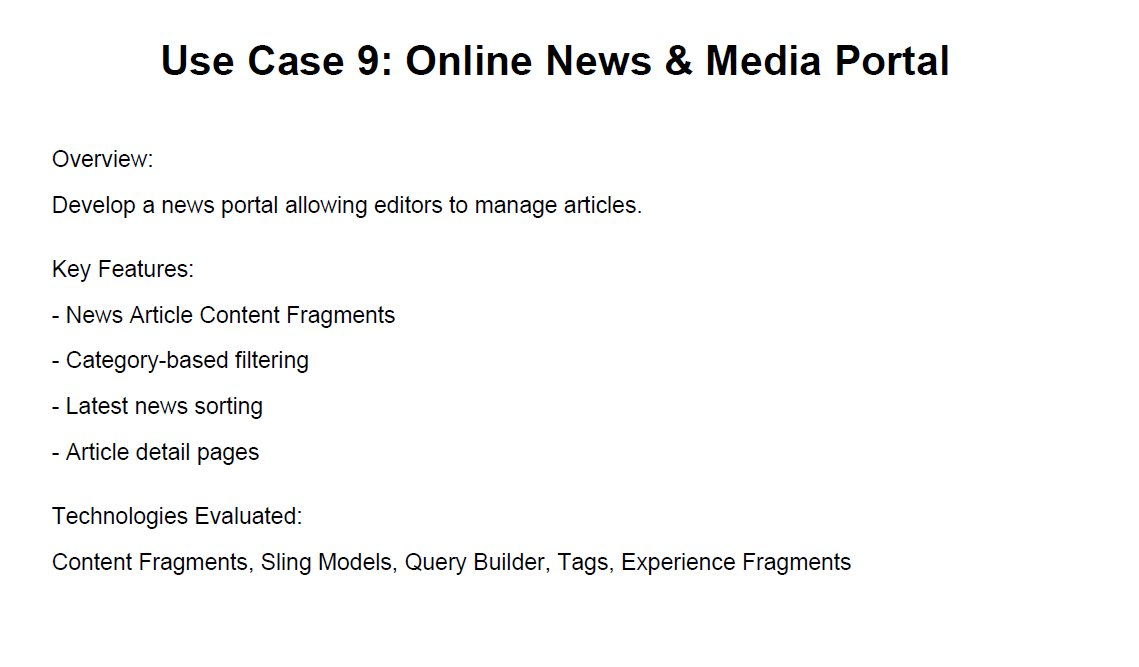 Use Case 9: Online News & Media Portal
Overview:
Develop a news portal allowing editors to manage articles.
Key Features:
- News Article Content Fragments
- Category-based filtering
- Latest news sorting
- Article detail pages
Technologies Evaluated:
Content Fragments, Sling Models, Query Builder, Tags, Experience Fragments